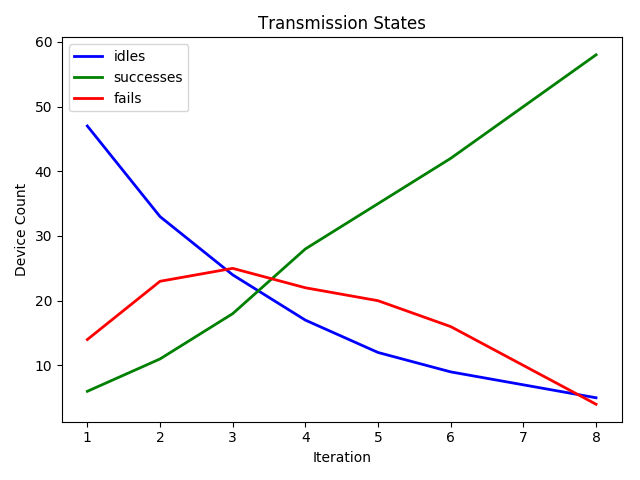 Transmission States
idles
successes
fails
60
50
40
30
20
10
Device Count
1 2 3 4 5 6 7 8
Iteration